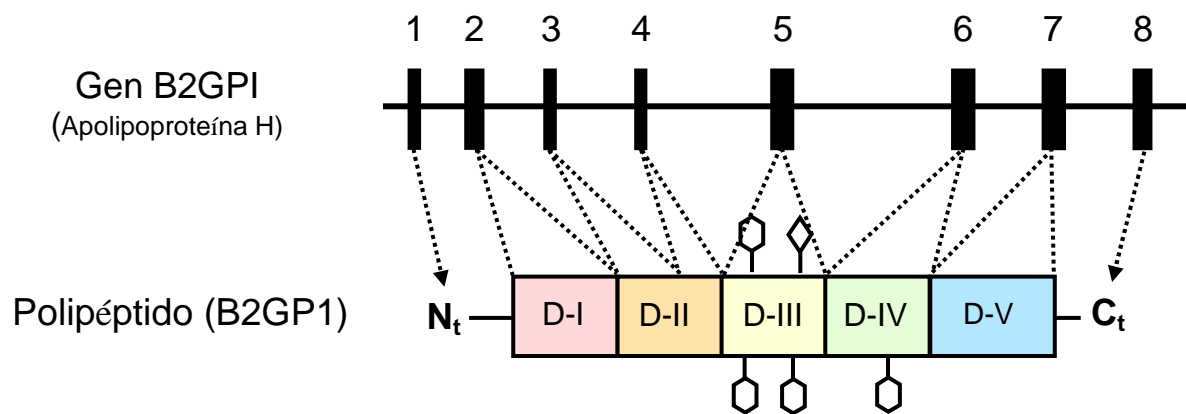 1 2 3 4 5 6 7 8
Gen B2GPI
(Apolipoproteína H)
Polipéptido (B2GP1)
Nt D-I D-II D-III D-IV D-V Ct